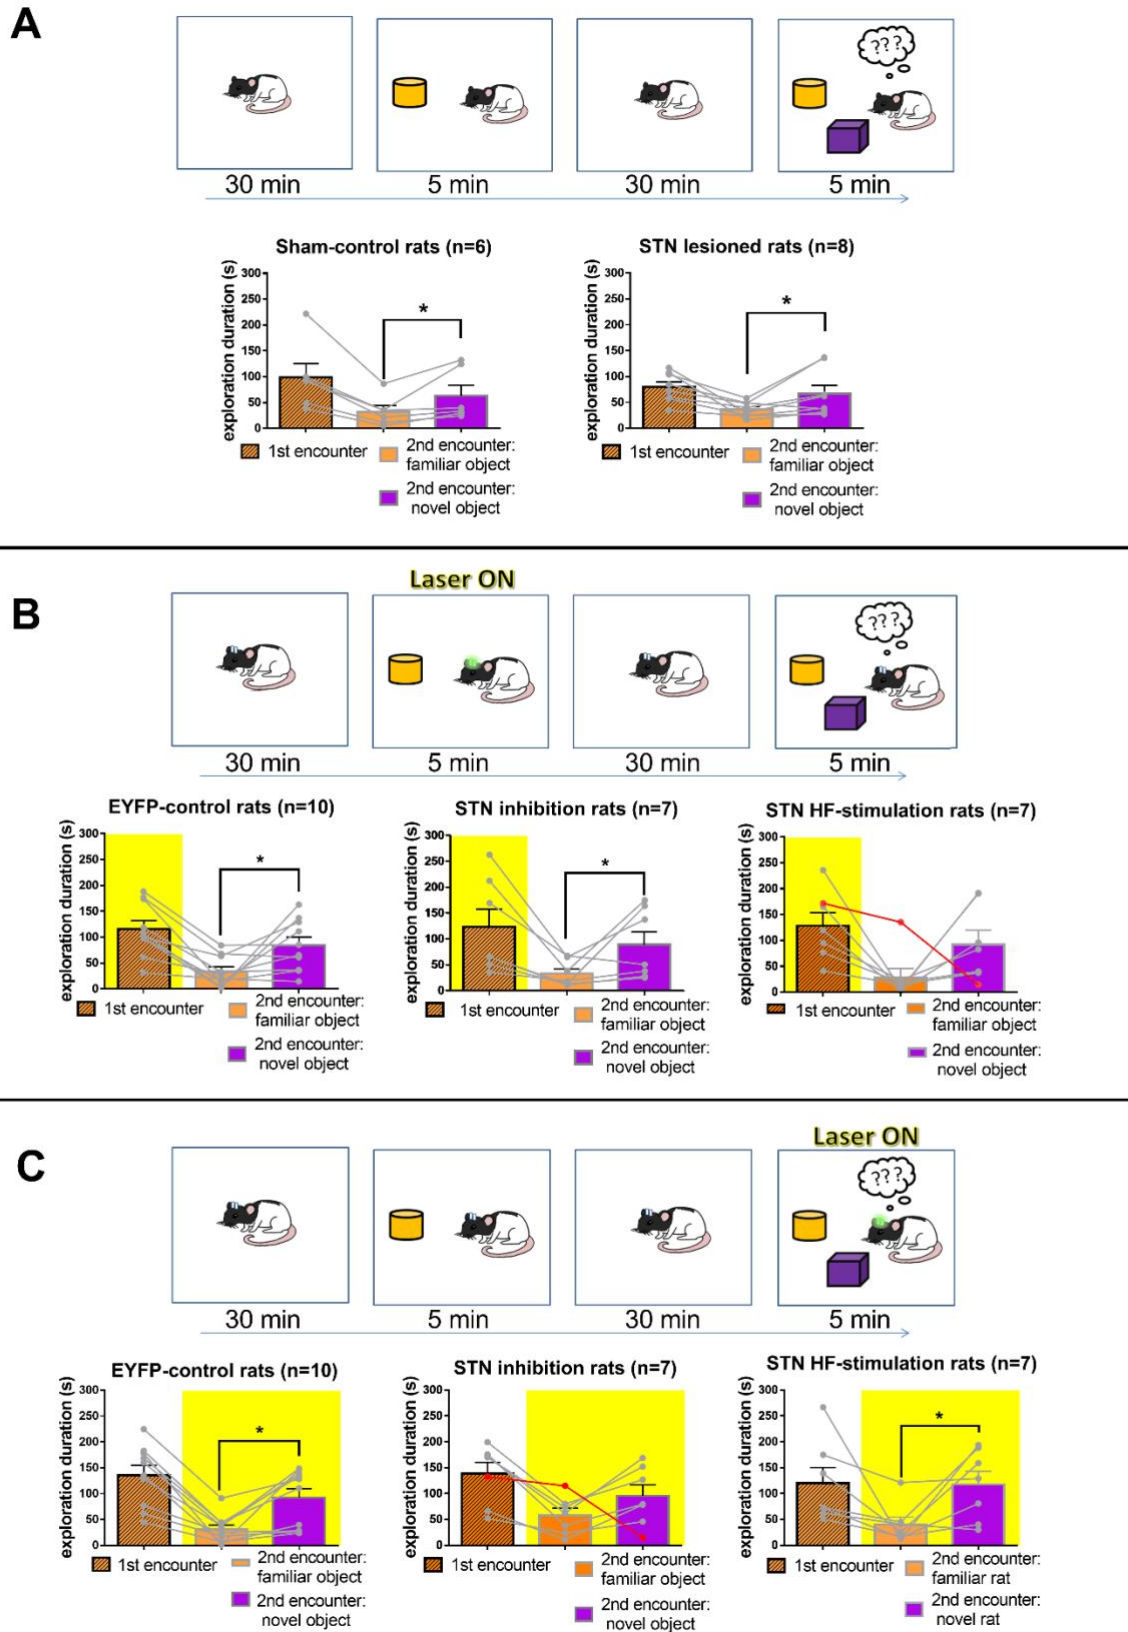 A
???
30 min
5 min
30 min
5 min
Sham-control rats (n=6)
STN lesioned rats (n=8)
exploration duration (s)
300
250
200
150
100
50
0
*
1st encounter
2nd encounter:
familiar object
2nd encounter:
novel object
exploration duration (s)
300
250
200
150
100
50
0
*
1st encounter
2nd encounter:
familiar object
2nd encounter:
novel object
B
Laser ON
???
30 min
5 min
30 min
5 min
EYFP-control rats (n=10)
STN inhibition rats (n=7)
STN HF-stimulation rats (n=7)
exploration duration (s)
300
250
200
150
100
50
0
*
1st encounter
2nd encounter:
familiar object
2nd encounter:
novel object
exploration duration (s)
300
250
200
150
100
50
0
*
1st encounter
2nd encounter:
familiar object
2nd encounter:
novel object
exploration duration (s)
300
250
200
150
100
50
0
1st encounter
2nd encounter:
familiar object
2nd encounter:
novel object
C
Laser ON
???
30 min
5 min
30 min
5 min
EYFP-control rats (n=10)
STN inhibition rats (n=7)
STN HF-stimulation rats (n=7)
exploration duration (s)
300
250
200
150
100
50
0
*
1st encounter
2nd encounter:
familiar object
2nd encounter:
novel object
exploration duration (s)
300
250
200
150
100
50
0
1st encounter
2nd encounter:
familiar object
2nd encounter:
novel object
exploration duration (s)
300
250
200
150
100
50
0
*
1st encounter
2nd encounter:
familiar rat
2nd encounter:
novel rat